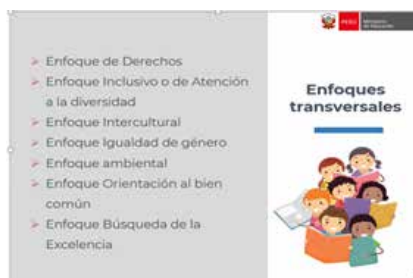 PERÚ
Enfoque de Derechos
Enfoque Inclusivo o de Atención
a la diversidad
Enfoque Intercultural
Enfoque Igualdad de género
Enfoque ambiental
Enfoque Orientación al bien
común
Enfoque Búsqueda de la
Excelencia
Enfoques
transversales